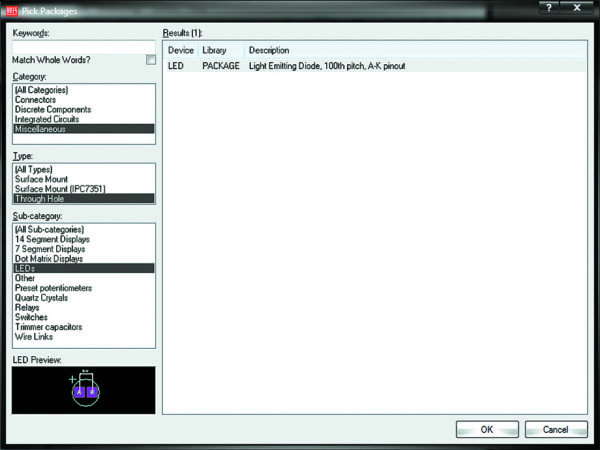 Pick Packages
Keywords:
Match Whole Words?
Category:
(All Categories)
Connectors
Discrete Components
Integrated Circuits
Miscellaneous
Type:
(All Types)
Surface Mount
Surface Mount (IPC7351)
Through Hole
Sub-category:
(All Sub-categories)
14 Segment Displays
7 Segment Displays
Dot Matrix Displays
LEDs
Other
Preset potentiometers
Quartz Crystals
Relays
Switches
Trimmer capacitors
Wire Links
LED Preview:
A K
Results (1):
Device Library Description
LED PACKAGE Light Emitting Diode, 100th pitch, A-K pinout
OK Cancel